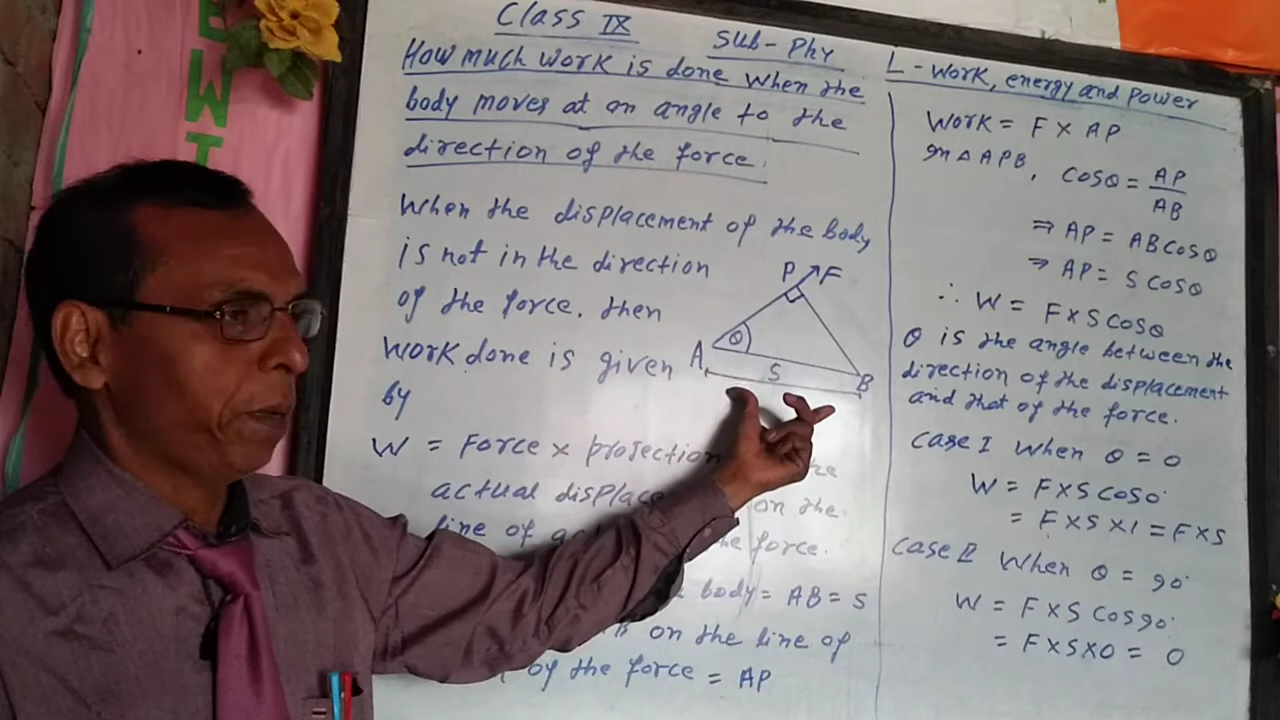 EWI
Class IX
Sub-Phy
L-Work, energy and power
How much work is done when the
body moves at an angle to the
direction of the force.
When the displacement of the body
is not in the direction
of the force. then
work done is given
by
W = Force × projection
the
actual displace
on the
line of
the force.
body = AB = S
on the line of
of the force = AP
P F
θ
A
S
B
Work = F × AP
In △ APB, Cosθ = AP/AB
⇒ AP = AB Cosθ
⇒ AP = S Cosθ
∴ W = F × S Cosθ
θ is the angle between the
direction of the displacement
and that of the force.
Case I When θ = 0
W = F × S Cos0°
= F × S × 1 = F × S
Case II When θ = 90°
W = F × S Cos90°
= F × S × 0 = 0